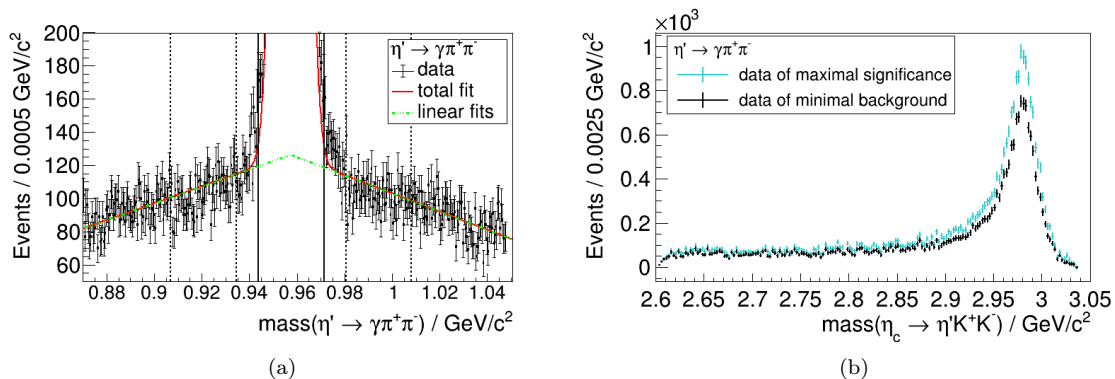 Events / 0.0005 GeV/c²
200
180
160
140
120
100
80
60
η' → γπ⁺π⁻
data
total fit
linear fits
0.88 0.9 0.92 0.94 0.96 0.98 1 1.02 1.04
mass(η' → γπ⁺π⁻) / GeV/c²
(a)
×10³
Events / 0.0025 GeV/c²
1
0.8
0.6
0.4
0.2
0
η' → γπ⁺π⁻
data of maximal significance
data of minimal background
2.6 2.65 2.7 2.75 2.8 2.85 2.9 2.95 3 3.05
mass(η_c → η'K⁺K⁻) / GeV/c²
(b)